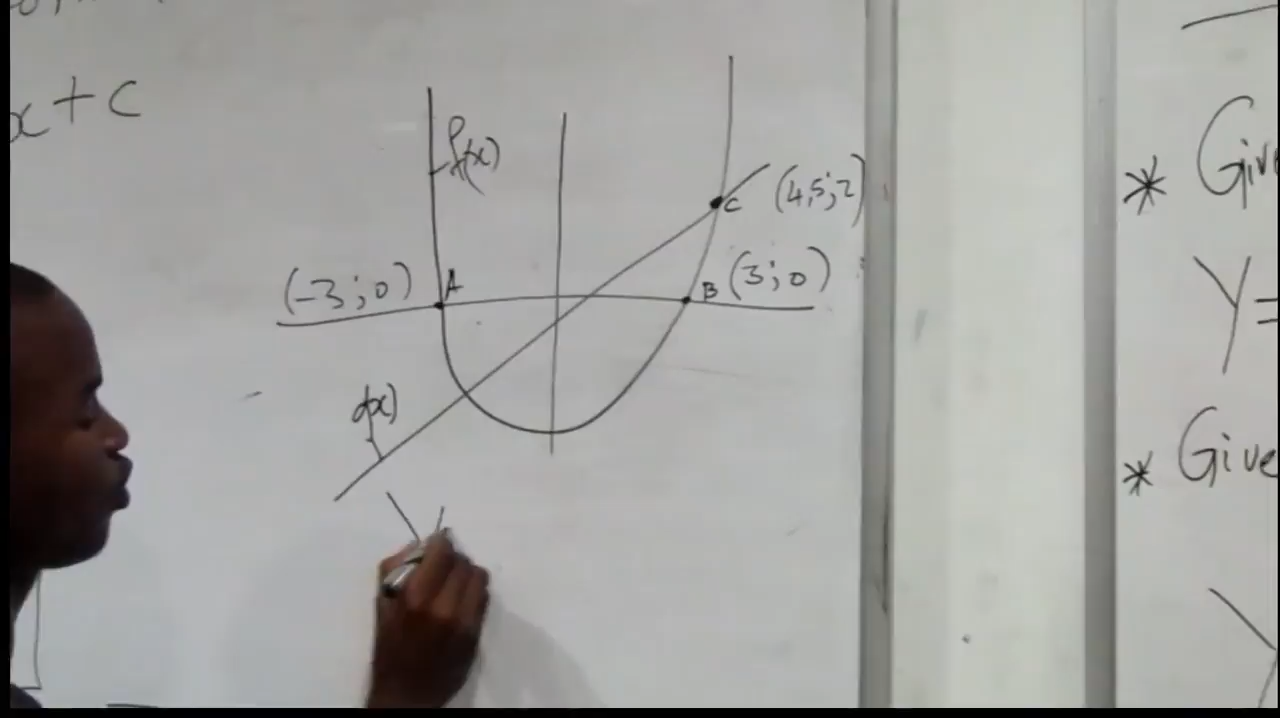 x + c
f(x)
C (4,5;2)
(-3;0) A
B (3;0)
g(x)
Y
* Giv
Y =
* Give
Y